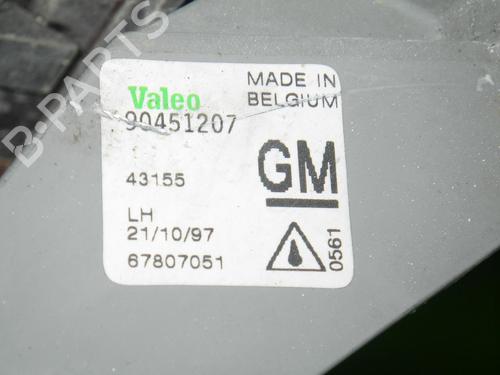 B-PARTS
Valeo
MADE IN
BELGIUM
90451207
GM
43155
LH
21/10/97
67807051
0561